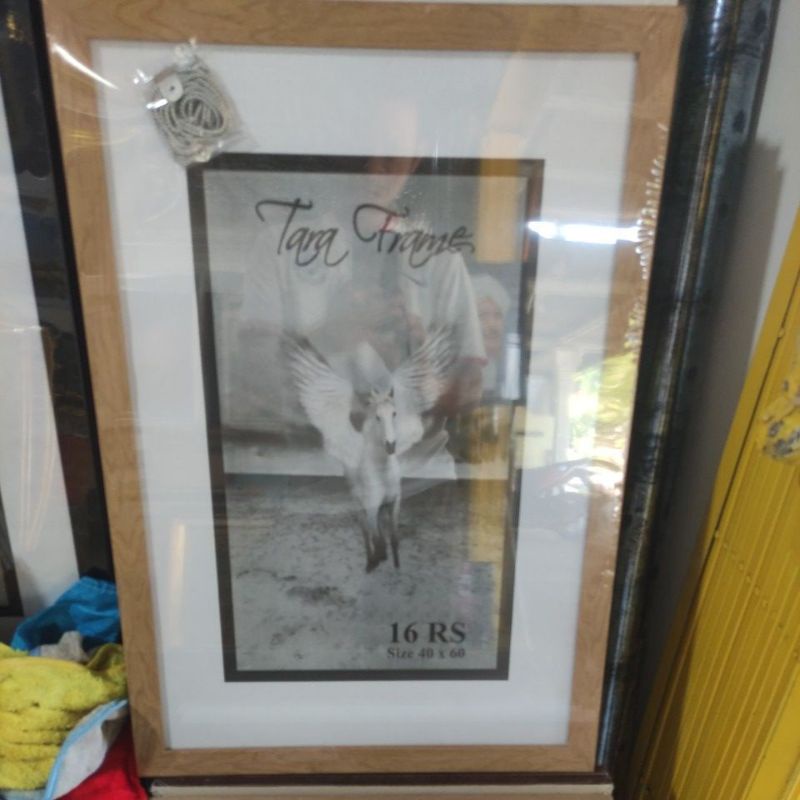 Tara Frame
16 RS
Size 40 x 60